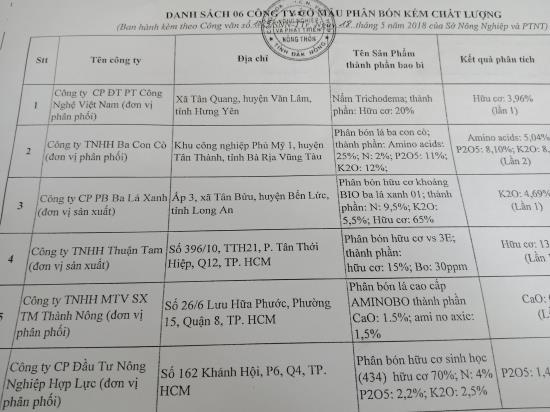 DANH SÁCH 06 CÔNG TY CÓ MẪU PHÂN BÓN KÉM CHẤT LƯỢNG
(Ban hành kèm theo Công văn số
18 tháng 5 năm 2018 của Sở Nông Nghiệp và PTNT)
NÔNG THÔN
TỈNH ĐẮK NÔNG
Stt
Tên công ty
Địa chỉ
Tên Sản Phẩm
thành phần bao bì
Kết quả phân tích
1
Công ty CP ĐT PT Công
Nghệ Việt Nam (đơn vị
phân phối)
Xã Tân Quang, huyện Văn Lâm,
tỉnh Hưng Yên
Nấm Trichodema; thành
phần: Hữu cơ: 20%
Hữu cơ: 3,96%
(lần 1)
2
Công ty TNHH Ba Con Cò
(đơn vị phân phối)
Khu công nghiệp Phú Mỹ 1, huyện
Tân Thành, tỉnh Bà Rịa Vũng Tàu
Phân bón lá ba con cò;
thành phần: Amino acids:
25%; N: 2%; P2O5: 11%;
K2O: 12%;
Amino acids: 5,04%
P2O5: 8,10%; K2O: 8,
(Lần 2)
3
Công ty CP PB Ba Lá Xanh
(đơn vị sản xuất)
Ấp 3, xã Tân Bửu, huyện Bến Lức,
tỉnh Long An
Phân bón hữu cơ khoáng
BIO ba lá xanh 01; thành
phần: N: 9,5%; K2O:
5,5%; Hữu cơ: 65%
K2O: 4,69%
(Lần 1)
4
Công ty TNHH Thuận Tam
(đơn vị sản xuất)
Số 396/10, TTH21, P. Tân Thới
Hiệp, Q12, TP. HCM
Phân bón hữu cơ vs 3E;
thành phần:
hữu cơ: 15%; Bo: 30ppm
Hữu cơ: 13
(Lần
5
Công ty TNHH MTV SX
TM Thành Nông (đơn vị
phân phối)
Số 26/6 Lưu Hữu Phước, Phường
15, Quận 8, TP. HCM
Phân bón lá cao cấp
AMINOBO thành phần
CaO: 1.5%; ami no axic:
1,5%
CaO:
(Lầ
Công ty CP Đầu Tư Nông
Nghiệp Hợp Lực (đơn vị
phân phối)
Số 162 Khánh Hội, P6, Q4, TP.
HCM
Phân bón hữu cơ sinh học
(434) hữu cơ 70%; N: 4%
P2O5: 2,2%; K2O: 2,5%
P2O5: 1,4